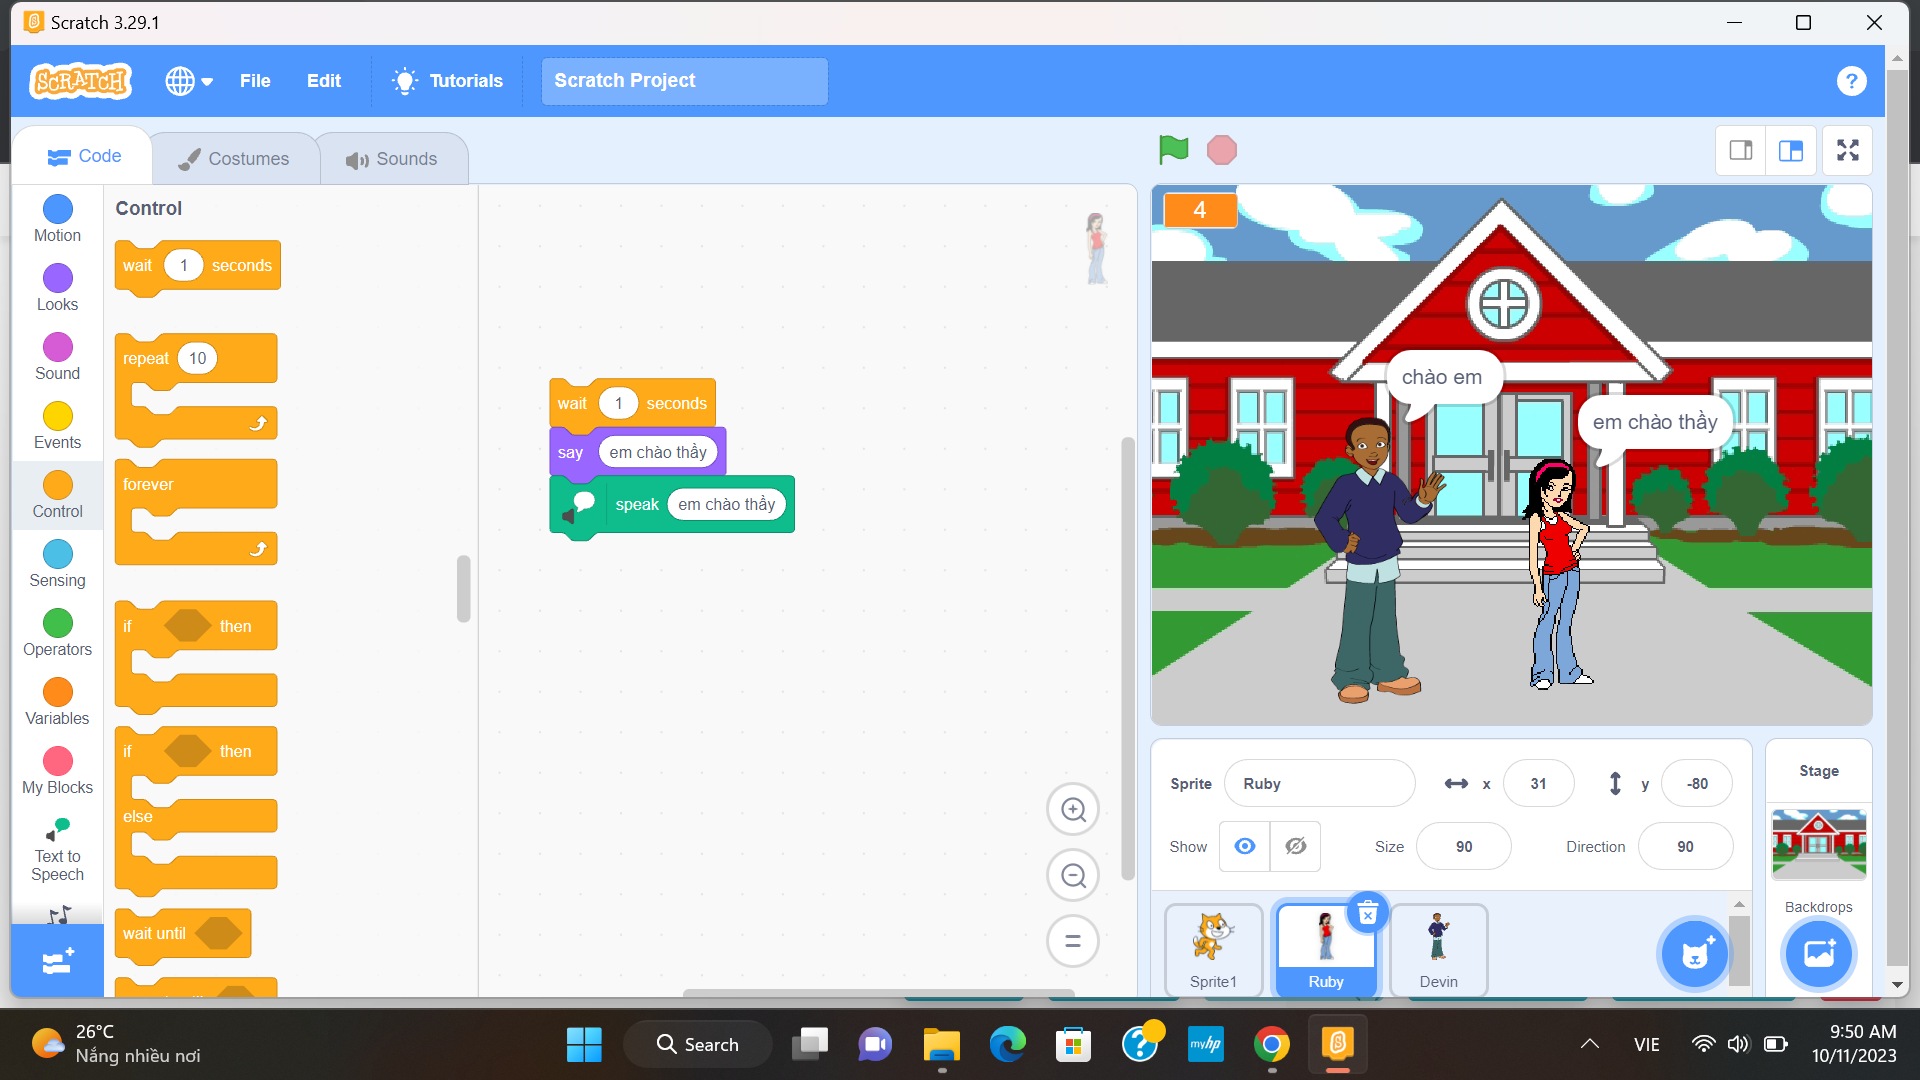 Scratch 3.29.1
SCRATCH
File
Edit
Tutorials
Scratch Project
?
Code
Costumes
Sounds
Motion
Looks
Sound
Events
Control
Sensing
Operators
Variables
My Blocks
Text to
Speech
Control
wait 1 seconds
repeat 10
forever
if then
if then
else
wait until
wait 1 seconds
say em chào thầy
speak em chào thầy
4
chào em
em chào thầy
Sprite Ruby x 31 y -80
Show Size 90 Direction 90
Sprite1
Ruby
Devin
Stage
Backdrops
26°C
Nắng nhiều nơi
Search
myhp
VIE
9:50 AM
10/11/2023